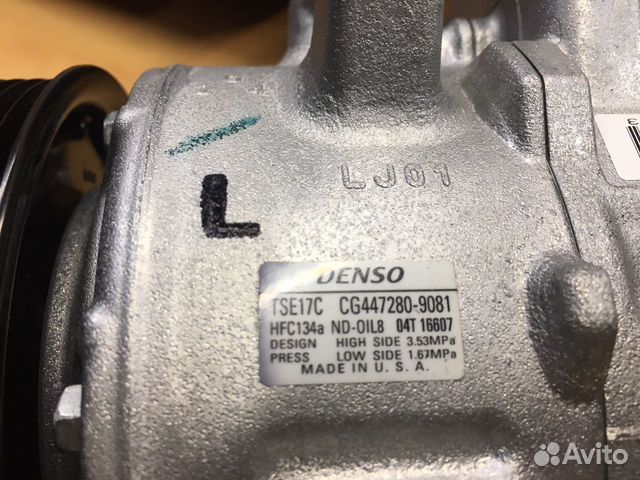 L
LJ01
DENSO
TSE17C CG447280-9081
HFC134a ND-OIL8 04T 16607
DESIGN HIGH SIDE 3.53MPa
PRESS LOW SIDE 1.67MPa
MADE IN U.S.A.
Avito